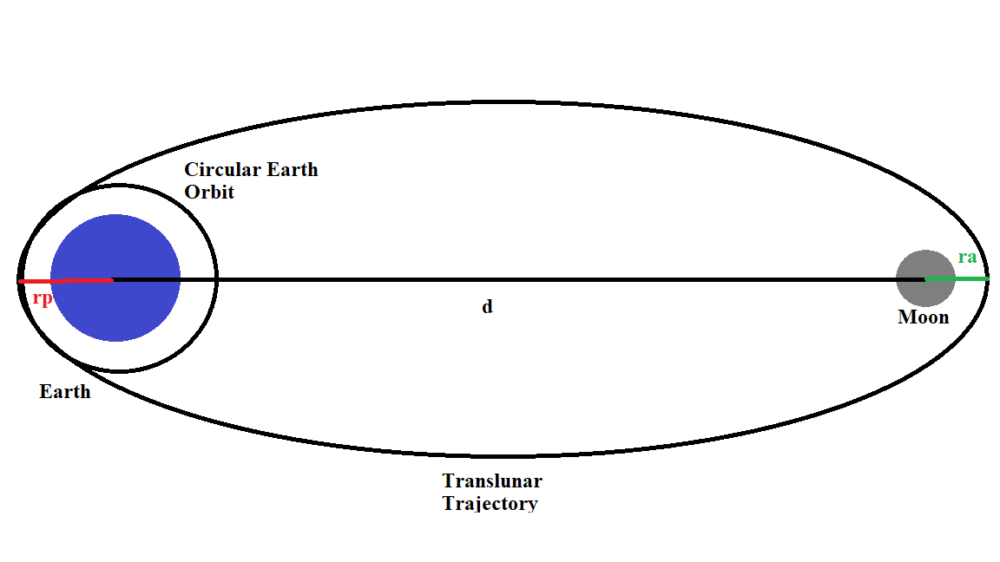 Circular Earth
Orbit
ra
rp
d
Moon
Earth
Translunar
Trajectory